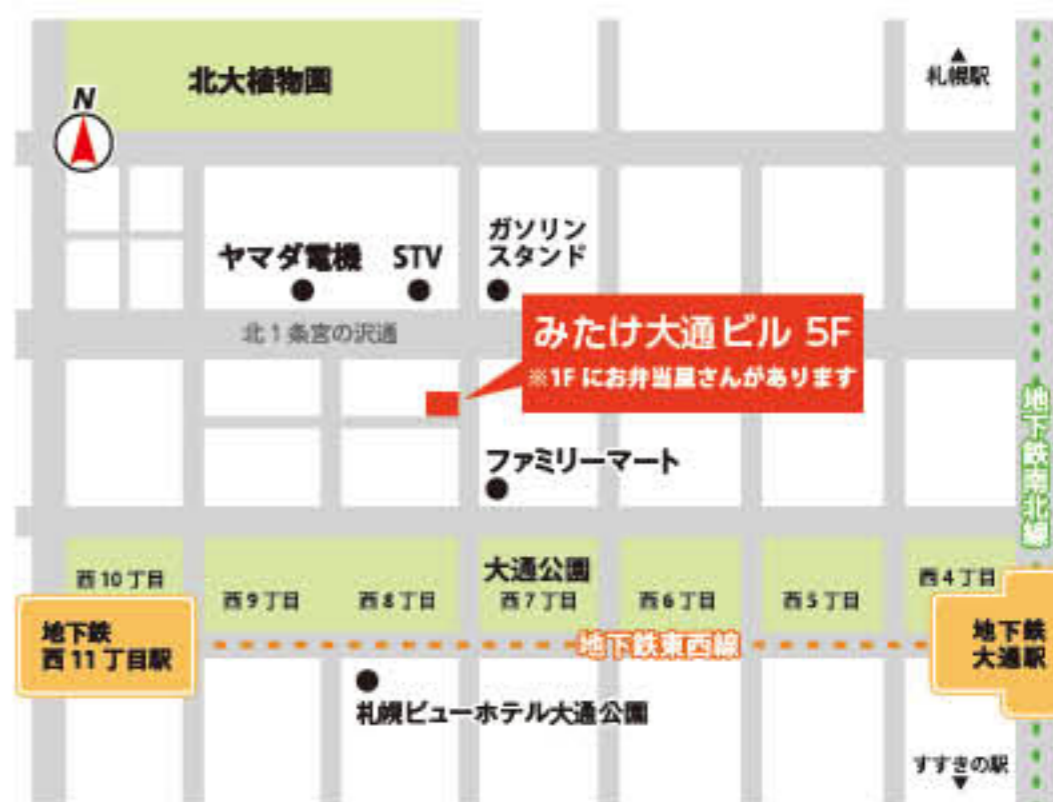 北大植物園
▲
札幌駅
N
ガソリン
スタンド
ヤマダ電機
STV
北1条宮の沢通
みたけ大通ビル 5F
※1Fにお弁当屋さんがあります
地下鉄南北線
ファミリーマート
大通公園
西10丁目
西9丁目
西8丁目
西7丁目
西6丁目
西5丁目
西4丁目
地下鉄
西11丁目駅
地下鉄東西線
地下鉄
大通駅
札幌ビューホテル大通公園
すすきの駅
▼